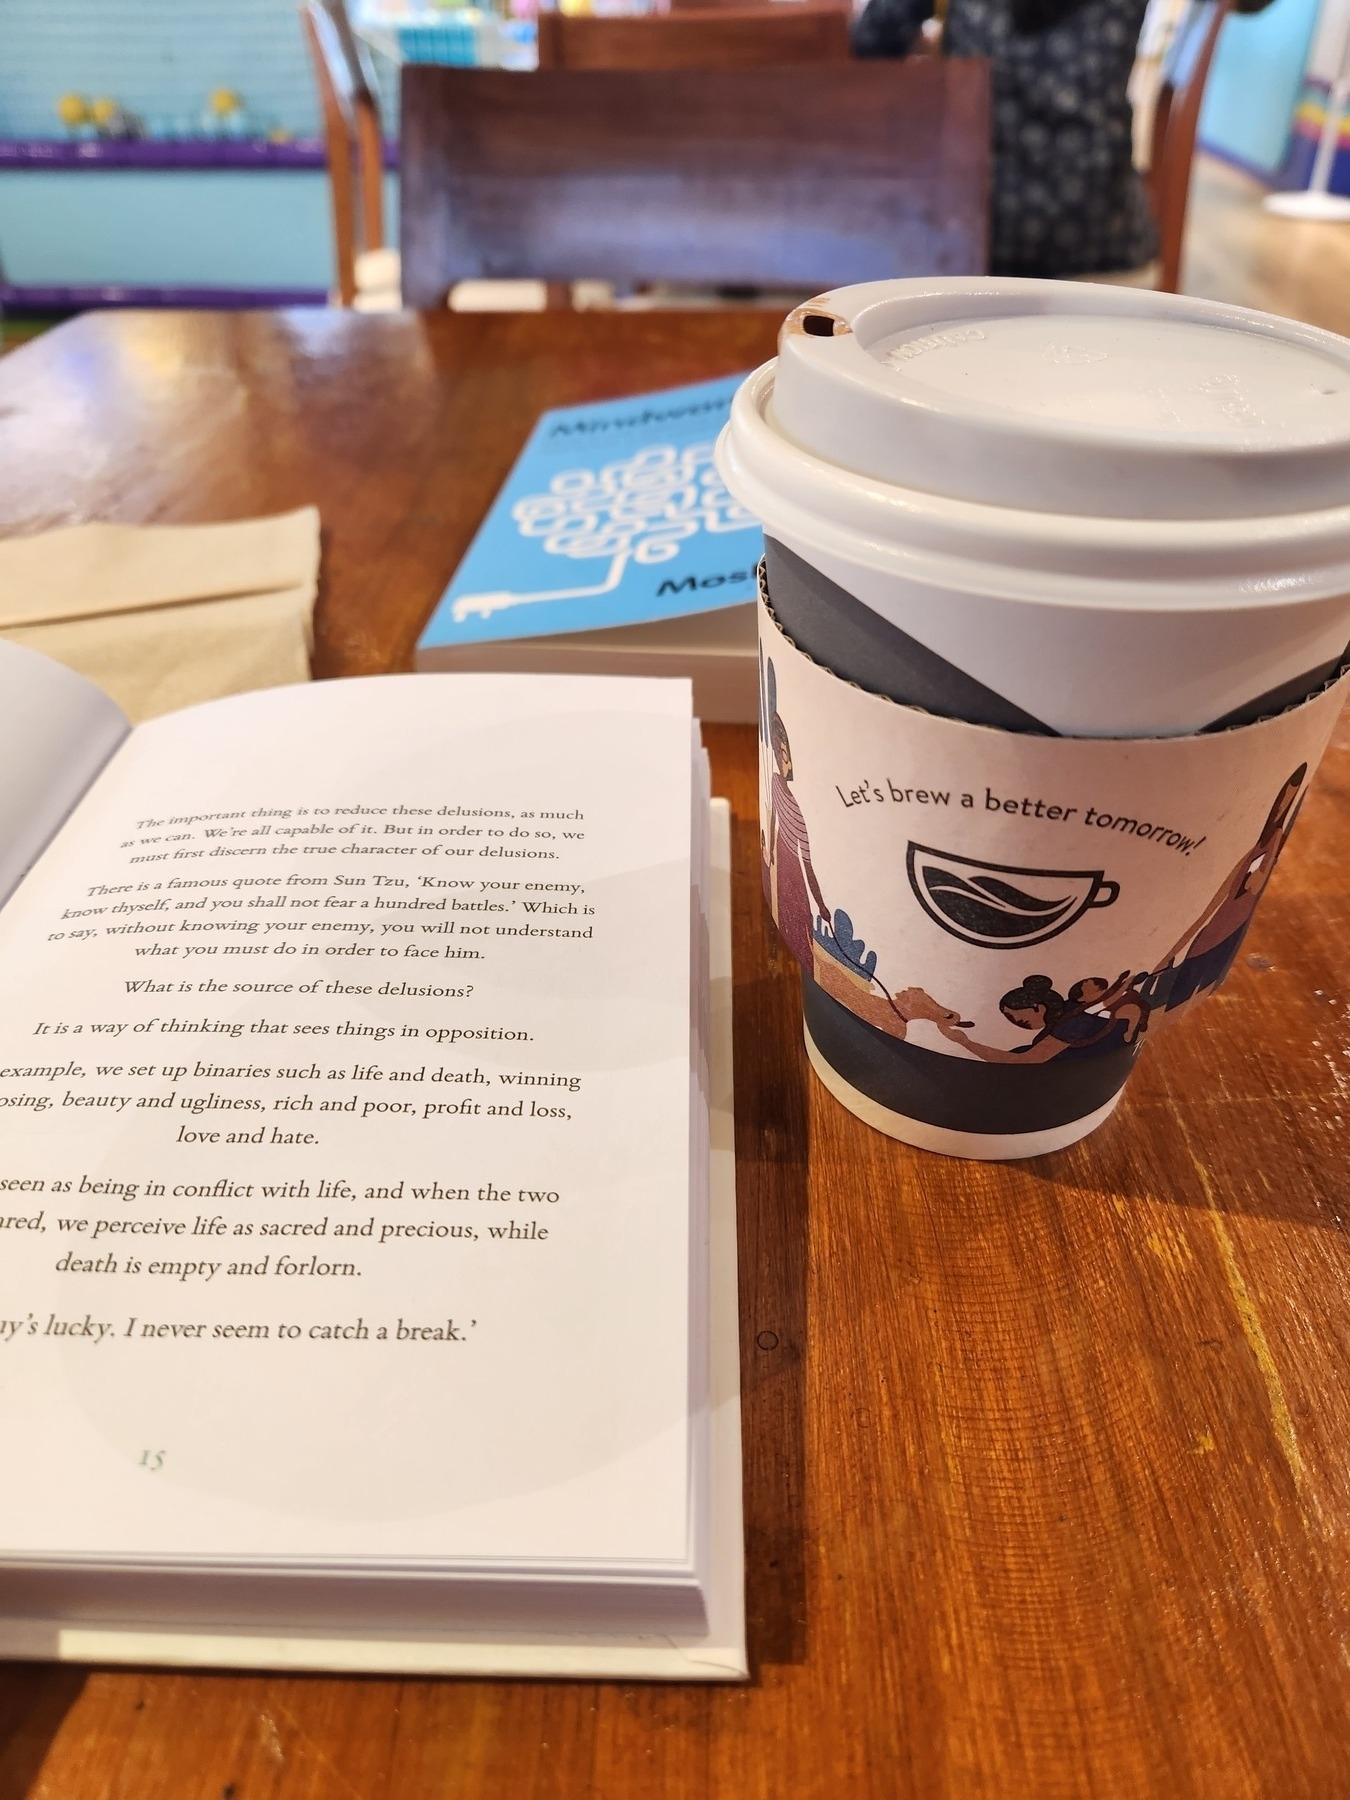 Mos
The important thing is to reduce these delusions, as much
as we can. We're all capable of it. But in order to do so, we
must first discern the true character of our delusions.
There is a famous quote from Sun Tzu, ‘Know your enemy,
know thyself, and you shall not fear a hundred battles.’ Which is
to say, without knowing your enemy, you will not understand
what you must do in order to face him.
What is the source of these delusions?
It is a way of thinking that sees things in opposition.
example, we set up binaries such as life and death, winning
osing, beauty and ugliness, rich and poor, profit and loss,
love and hate.
seen as being in conflict with life, and when the two
ared, we perceive life as sacred and precious, while
death is empty and forlorn.
uy’s lucky. I never seem to catch a break.’
15
Let's brew a better tomorrow!